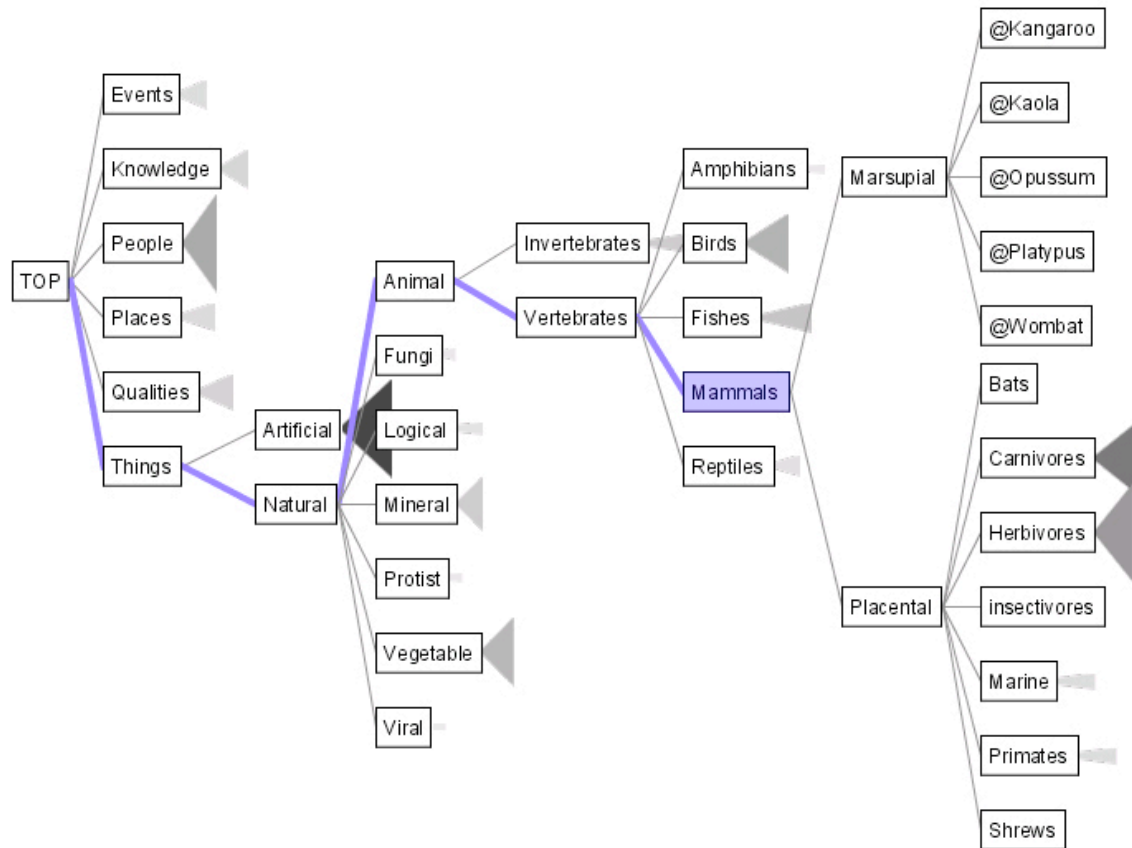 TOP
Events
Knowledge
People
Places
Qualities
Things
Artificial
Natural
Animal
Fungi
Logical
Mineral
Protist
Vegetable
Viral
Invertebrates
Vertebrates
Amphibians
Birds
Fishes
Mammals
Reptiles
Marsupial
Placental
@Kangaroo
@Kaola
@Opussum
@Platypus
@Wombat
Bats
Carnivores
Herbivores
insectivores
Marine
Primates
Shrews